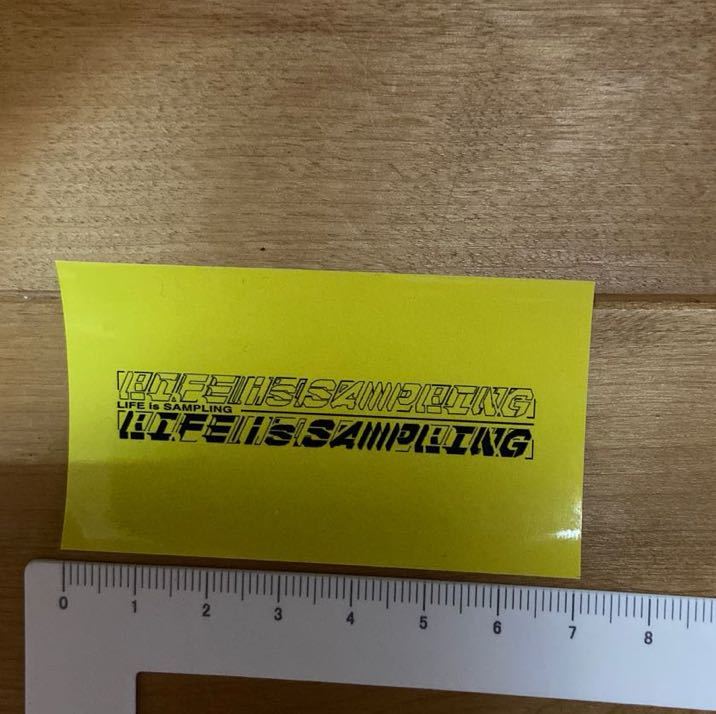 LIFE iS SAMPLING
LIFE is SAMPLING
LIFE iS SAMPLING
0 1 2 3 4 5 6 7 8